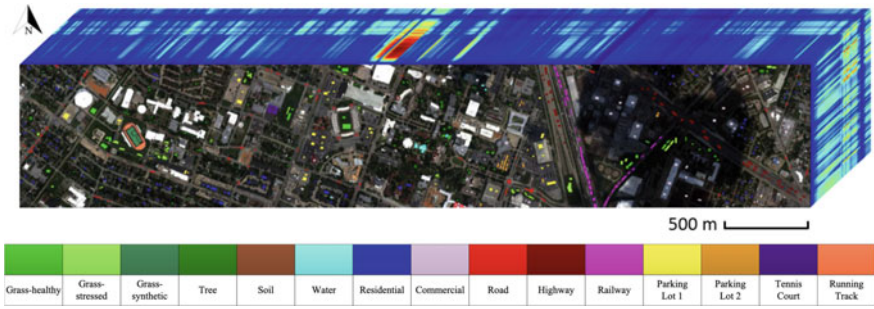 N
500 m
Grass-healthy
Grass-
stressed
Grass-
synthetic
Tree
Soil
Water
Residential
Commercial
Road
Highway
Railway
Parking
Lot 1
Parking
Lot 2
Tennis
Court
Running
Track